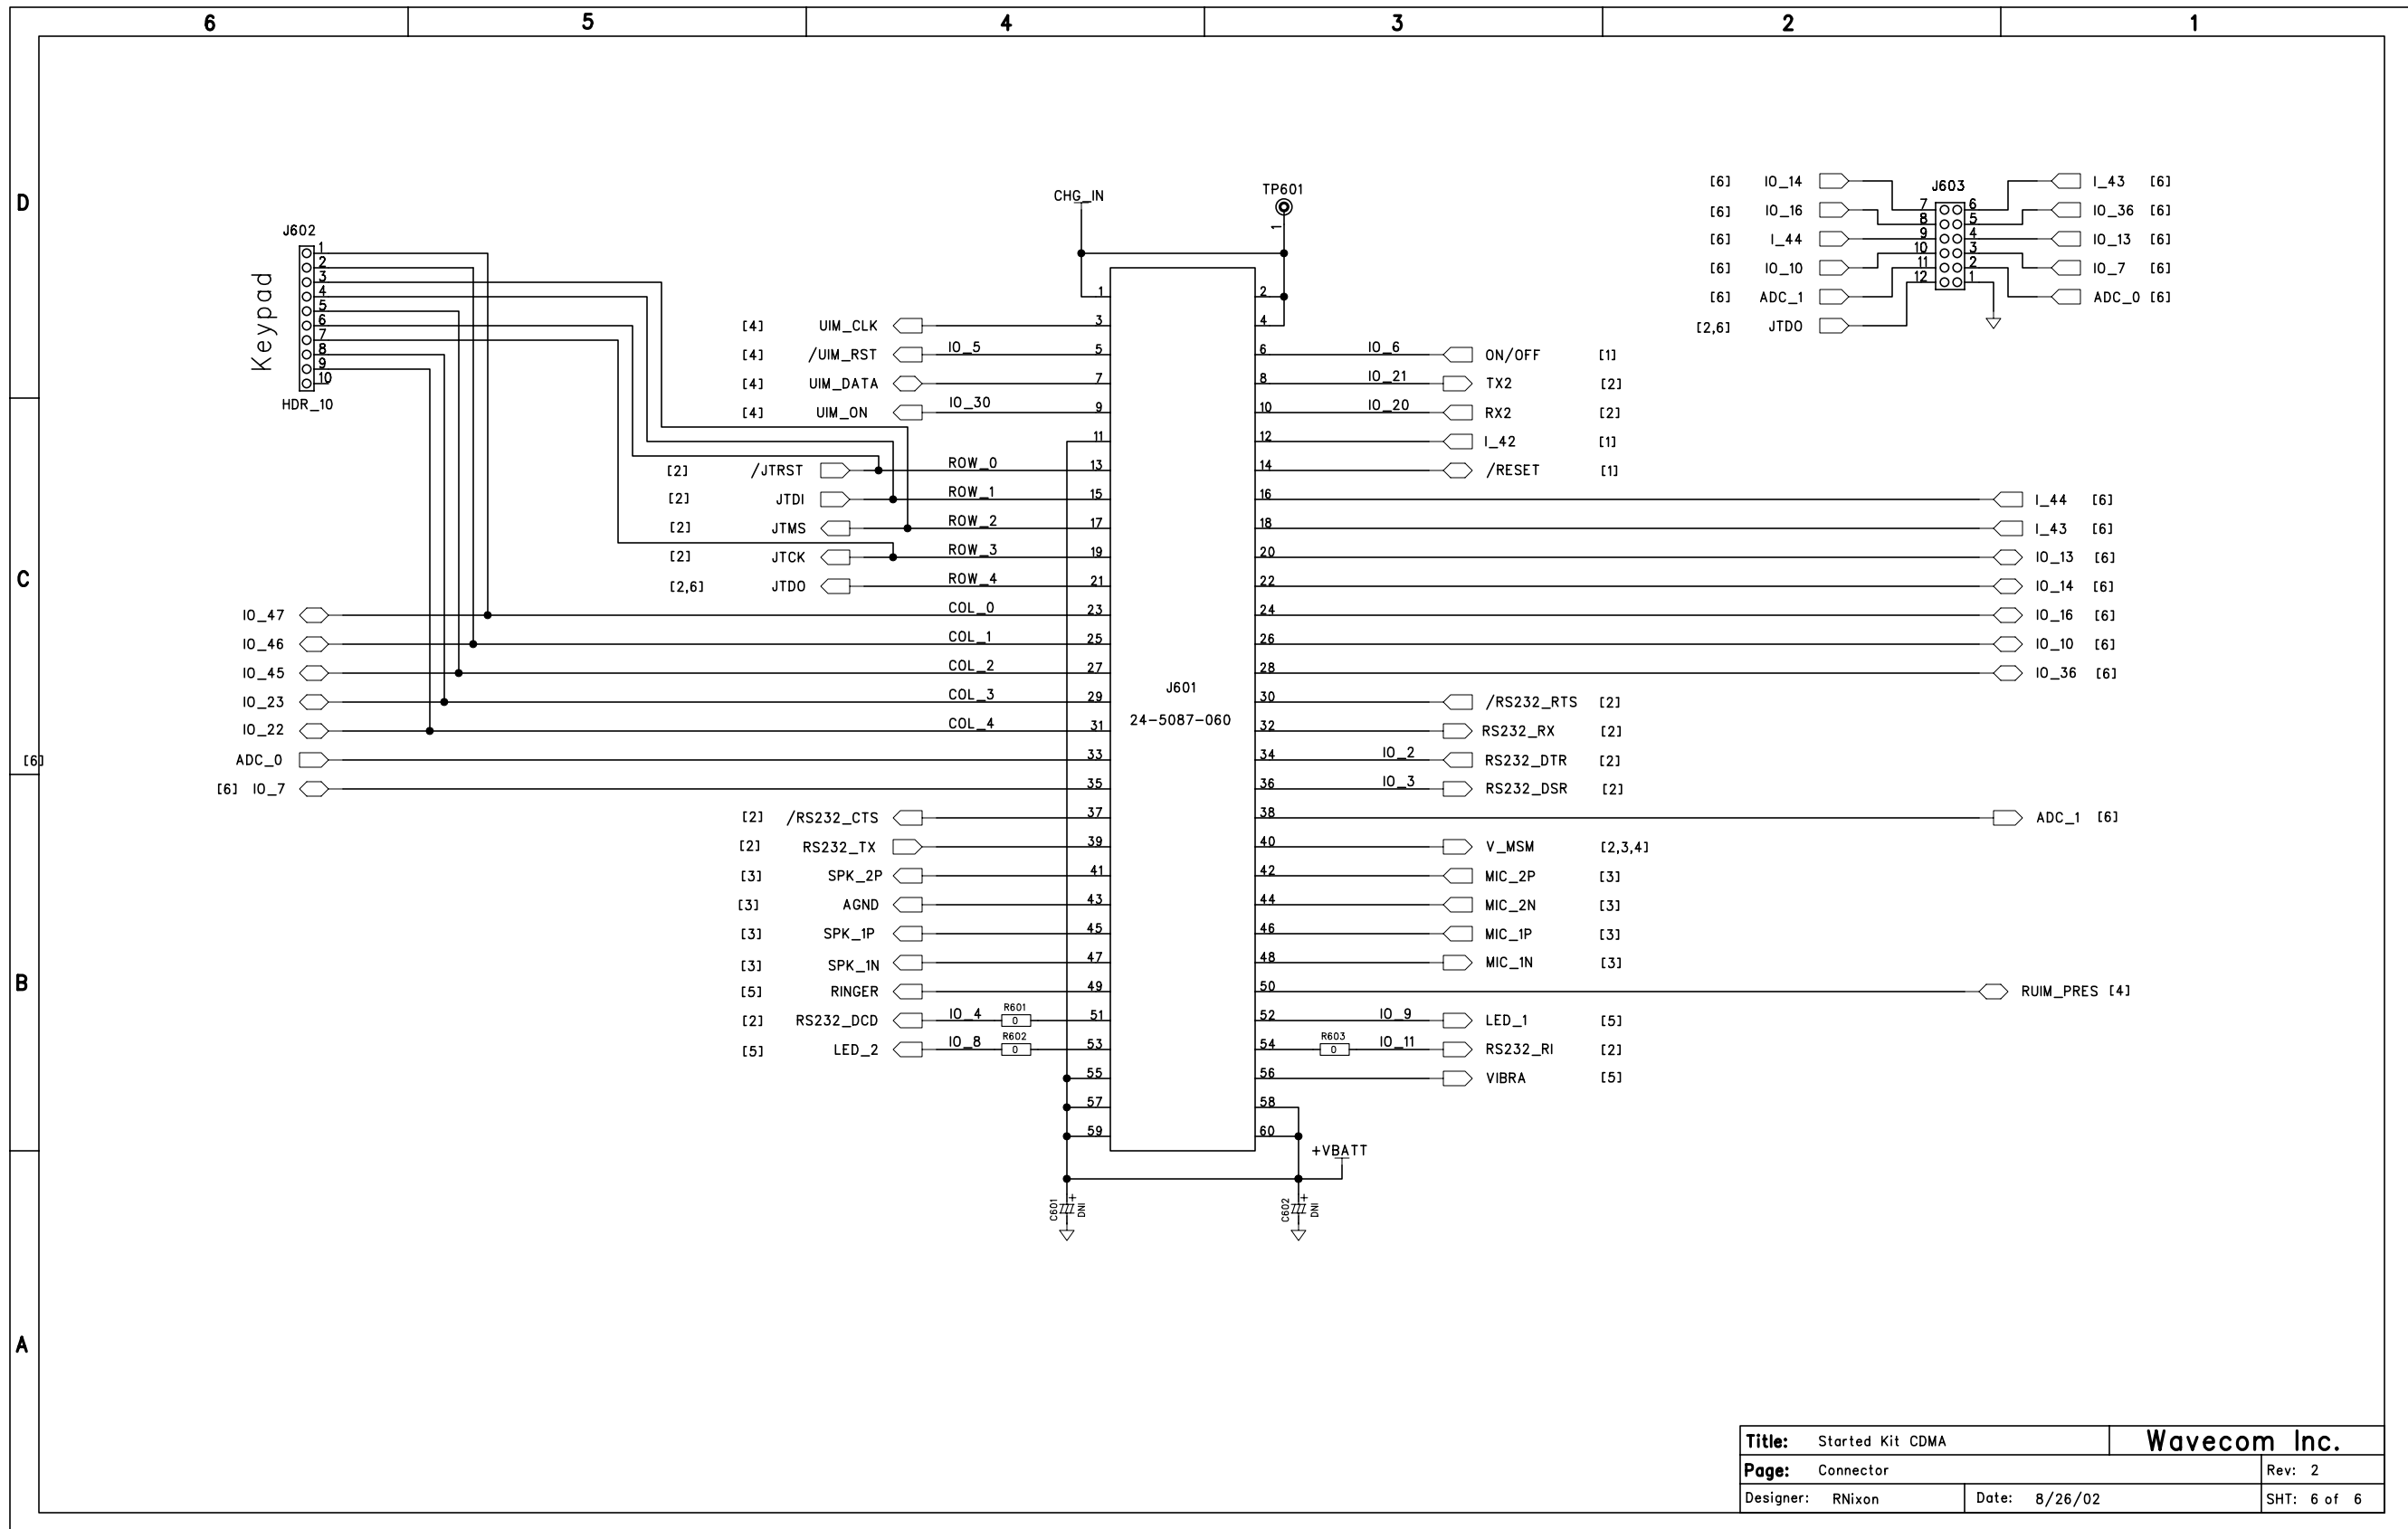 6 5 4 3 2 1
D
C
B
A
J602
Keypad
1
2
3
4
5
6
7
8
9
10
HDR_10
CHG_IN
TP601
1
[6] IO_14
[6] IO_16
[6] I_44
[6] IO_10
[6] ADC_1
[2,6] JTDO
J603
7 6
8 5
9 4
10 3
11 2
12 1
I_43 [6]
IO_36 [6]
IO_13 [6]
IO_7 [6]
ADC_0 [6]
1 2
[4] UIM_CLK 3 4
[4] /UIM_RST IO_5 5 6 IO_6 ON/OFF [1]
[4] UIM_DATA 7 8 IO_21 TX2 [2]
[4] UIM_ON IO_30 9 10 IO_20 RX2 [2]
11 12 I_42 [1]
[2] /JTRST ROW_0 13 14 /RESET [1]
[2] JTDI ROW_1 15 16 I_44 [6]
[2] JTMS ROW_2 17 18 I_43 [6]
[2] JTCK ROW_3 19 20 IO_13 [6]
[2,6] JTDO ROW_4 21 22 IO_14 [6]
IO_47 COL_0 23 24 IO_16 [6]
IO_46 COL_1 25 26 IO_10 [6]
IO_45 COL_2 27 28 IO_36 [6]
J601
24-5087-060
IO_23 COL_3 29 30 /RS232_RTS [2]
IO_22 COL_4 31 32 RS232_RX [2]
[6] ADC_0 33 34 IO_2 RS232_DTR [2]
[6] IO_7 35 36 IO_3 RS232_DSR [2]
[2] /RS232_CTS 37 38 ADC_1 [6]
[2] RS232_TX 39 40 V_MSM [2,3,4]
[3] SPK_2P 41 42 MIC_2P [3]
[3] AGND 43 44 MIC_2N [3]
[3] SPK_1P 45 46 MIC_1P [3]
[3] SPK_1N 47 48 MIC_1N [3]
[5] RINGER 49 50 RUIM_PRES [4]
[2] RS232_DCD IO_4 R601 0 51 52 IO_9 LED_1 [5]
[5] LED_2 IO_8 R602 0 53 54 R603 0 IO_11 RS232_RI [2]
55 56 VIBRA [5]
57 58
59 60
+VBATT
C601 + DNI
C602 + DNI
Title: Started Kit CDMA Wavecom Inc.
Page: Connector Rev: 2
Designer: RNixon Date: 8/26/02 SHT: 6 of 6